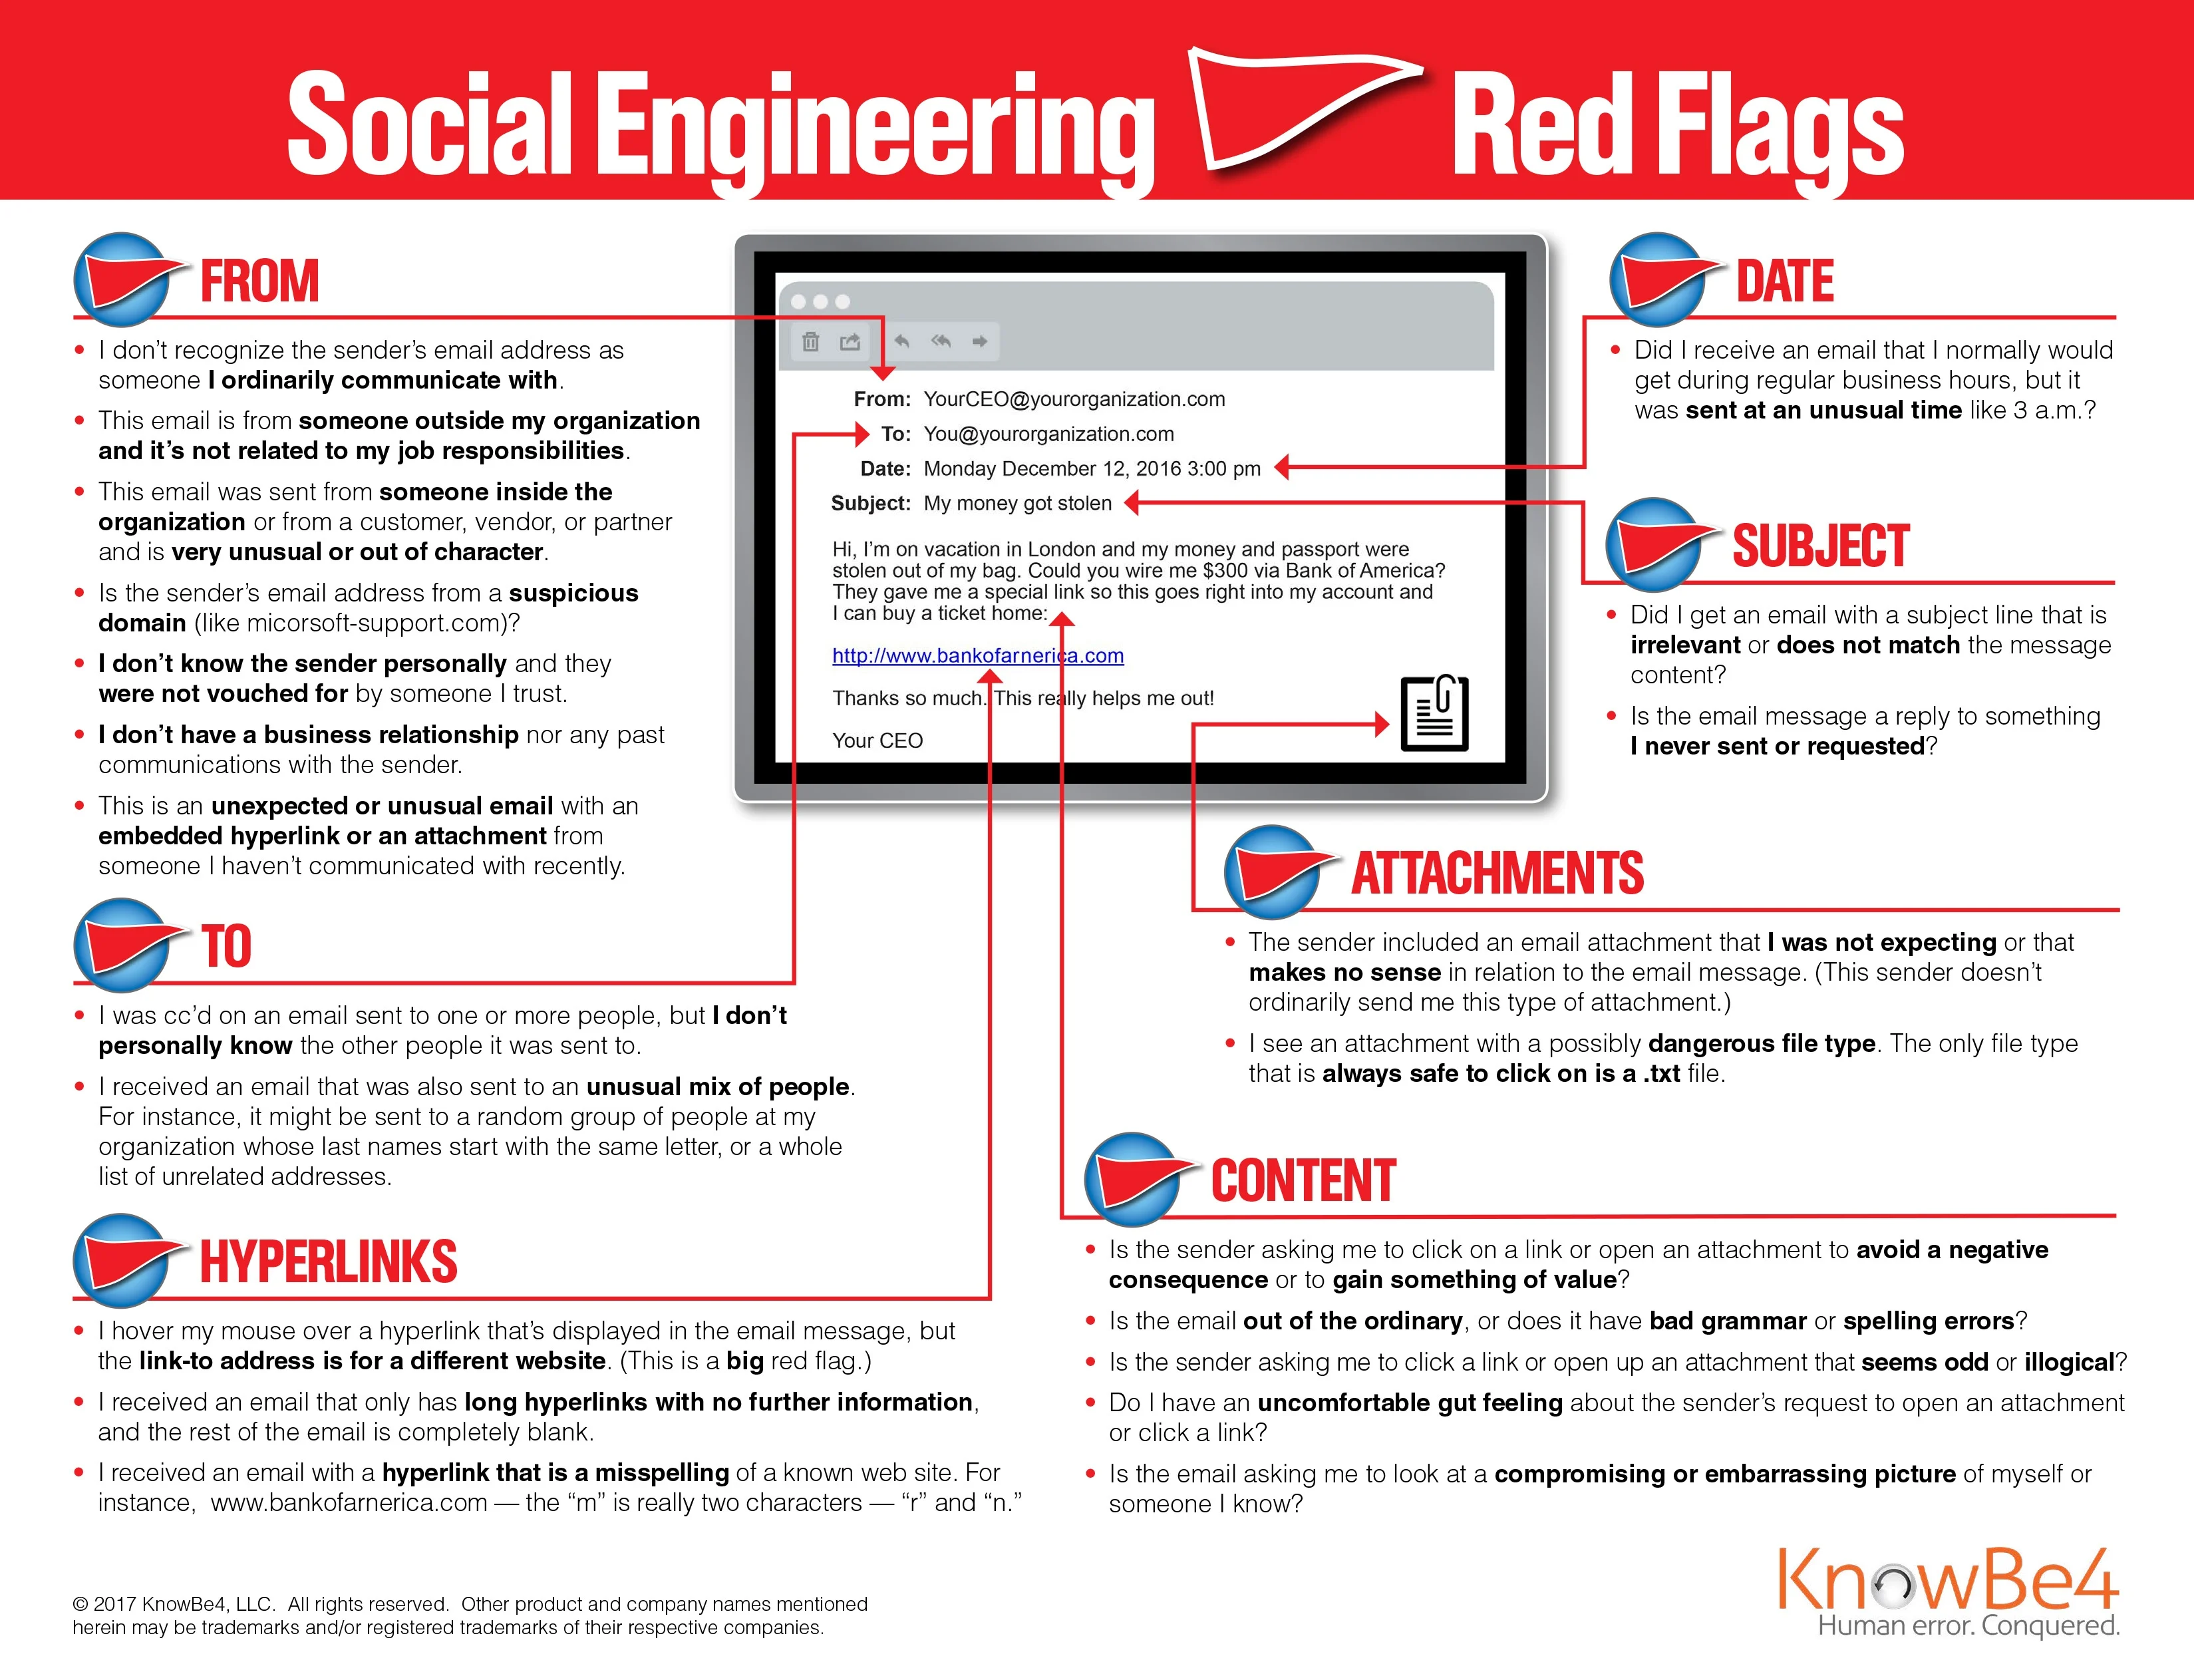 Social Engineering Red Flags
FROM
• I don’t recognize the sender’s email address as
someone I ordinarily communicate with.
• This email is from someone outside my organization
and it’s not related to my job responsibilities.
• This email was sent from someone inside the
organization or from a customer, vendor, or partner
and is very unusual or out of character.
• Is the sender’s email address from a suspicious
domain (like micorsoft-support.com)?
• I don’t know the sender personally and they
were not vouched for by someone I trust.
• I don’t have a business relationship nor any past
communications with the sender.
• This is an unexpected or unusual email with an
embedded hyperlink or an attachment from
someone I haven’t communicated with recently.
TO
• I was cc’d on an email sent to one or more people, but I don’t
personally know the other people it was sent to.
• I received an email that was also sent to an unusual mix of people.
For instance, it might be sent to a random group of people at my
organization whose last names start with the same letter, or a whole
list of unrelated addresses.
HYPERLINKS
• I hover my mouse over a hyperlink that’s displayed in the email message, but
the link-to address is for a different website. (This is a big red flag.)
• I received an email that only has long hyperlinks with no further information,
and the rest of the email is completely blank.
• I received an email with a hyperlink that is a misspelling of a known web site. For
instance, www.bankofarnerica.com — the “m” is really two characters — “r” and “n.”
From: YourCEO@yourorganization.com
To: You@yourorganization.com
Date: Monday December 12, 2016 3:00 pm
Subject: My money got stolen
Hi, I’m on vacation in London and my money and passport were
stolen out of my bag. Could you wire me $300 via Bank of America?
They gave me a special link so this goes right into my account and
I can buy a ticket home:
http://www.bankofarnerica.com
Thanks so much. This really helps me out!
Your CEO
DATE
• Did I receive an email that I normally would
get during regular business hours, but it
was sent at an unusual time like 3 a.m.?
SUBJECT
• Did I get an email with a subject line that is
irrelevant or does not match the message
content?
• Is the email message a reply to something
I never sent or requested?
ATTACHMENTS
• The sender included an email attachment that I was not expecting or that
makes no sense in relation to the email message. (This sender doesn’t
ordinarily send me this type of attachment.)
• I see an attachment with a possibly dangerous file type. The only file type
that is always safe to click on is a .txt file.
CONTENT
• Is the sender asking me to click on a link or open an attachment to avoid a negative
consequence or to gain something of value?
• Is the email out of the ordinary, or does it have bad grammar or spelling errors?
• Is the sender asking me to click a link or open up an attachment that seems odd or illogical?
• Do I have an uncomfortable gut feeling about the sender’s request to open an attachment
or click a link?
• Is the email asking me to look at a compromising or embarrassing picture of myself or
someone I know?
© 2017 KnowBe4, LLC. All rights reserved. Other product and company names mentioned
herein may be trademarks and/or registered trademarks of their respective companies.
KnowBe4
Human error. Conquered.